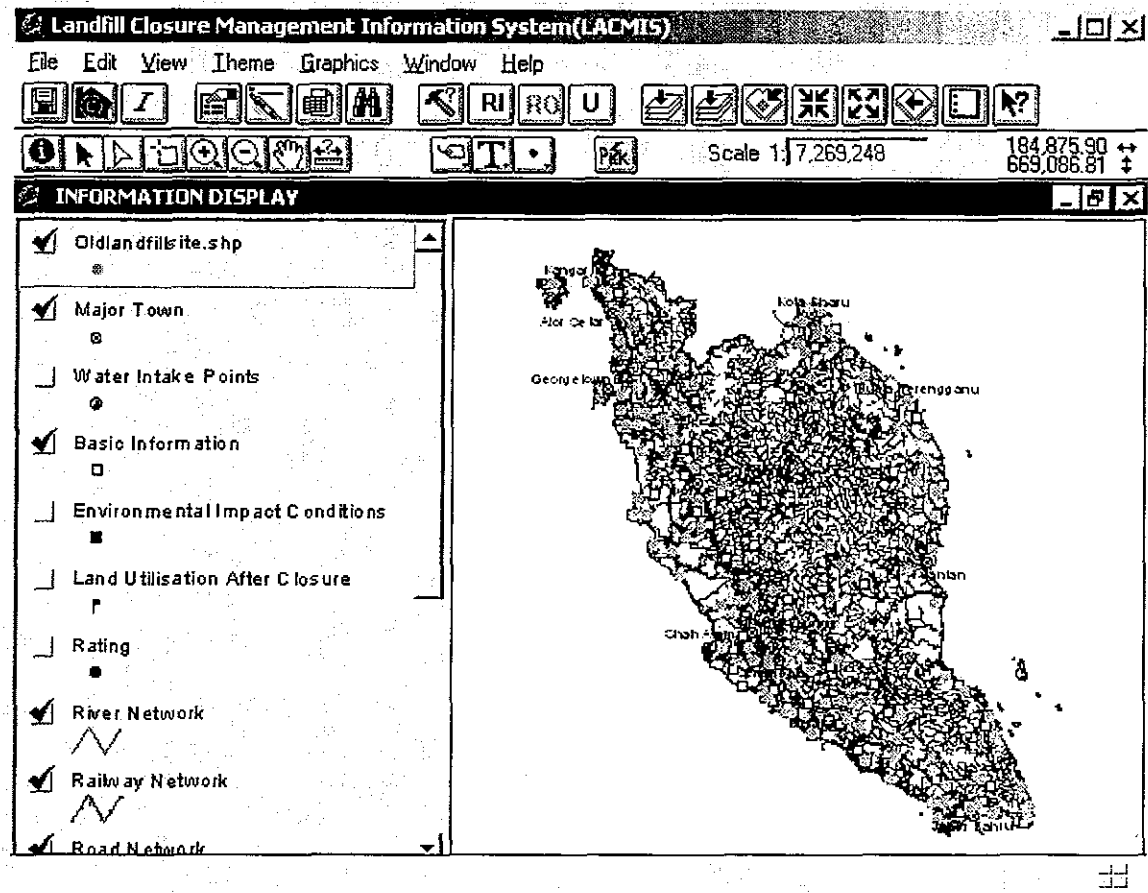 Landfill Closure Management Information System(LACMIS)
File Edit View Theme Graphics Window Help
I RI RO U
T Scale 1: 7,269,248 184,875.90
669,086.81
INFORMATION DISPLAY
Oldlandfillsite.shp
Major Town
Water Intake Points
Basic Information
Environmental Impact Conditions
Land Utilisation After Closure
Rating
River Network
Railway Network
Road Network
Kangar
Kota Bharu
Georgetown